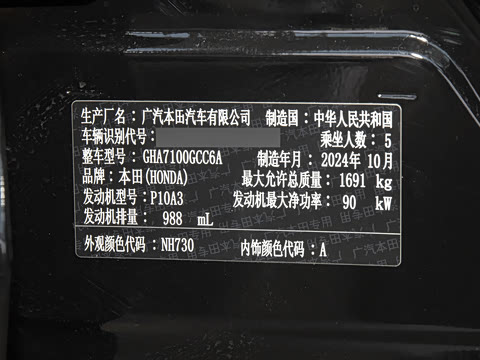 生产厂名：广汽本田汽车有限公司 制造国：中华人民共和国
车辆识别代号： 乘坐人数：5
整车型号：GHA7100GCC6A 制造年月：2024年10月
品牌：本田(HONDA) 最大允许总质量：1691 kg
发动机型号：P10A3 发动机最大净功率：90 kW
发动机排量：988 mL
外观颜色代码：NH730 内饰颜色代码：A